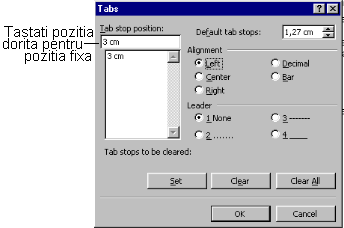 Tabs
Tastati pozitia
dorita pentru
pozitia fixa
Tab stop position:
3 cm
3 cm
Default tab stops:
1,27 cm
Alignment
Left
Decimal
Center
Bar
Right
Leader
1 None
3 -------
2 .......
4 ____
Tab stops to be cleared:
Set
Clear
Clear All
OK
Cancel